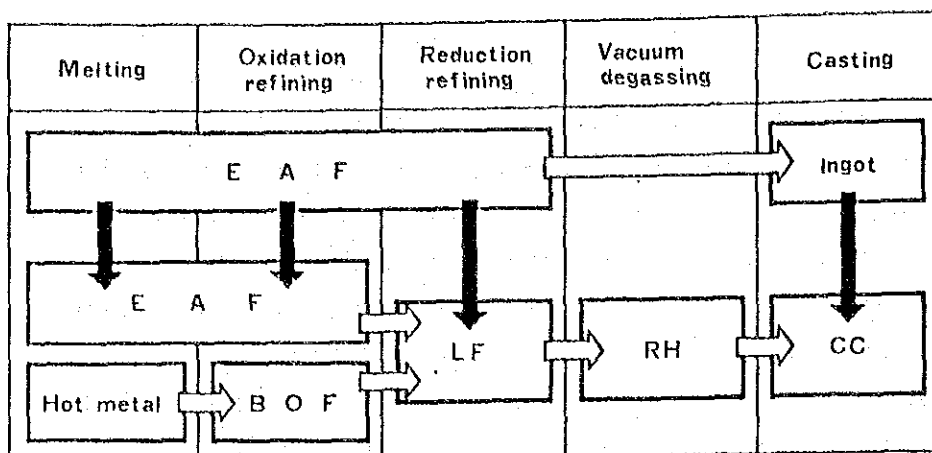 Melting
Oxidation
refining
Reduction
refining
Vacuum
degassing
Casting
E A F
Ingot
E A F
LF
RH
CC
Hot metal
B O F